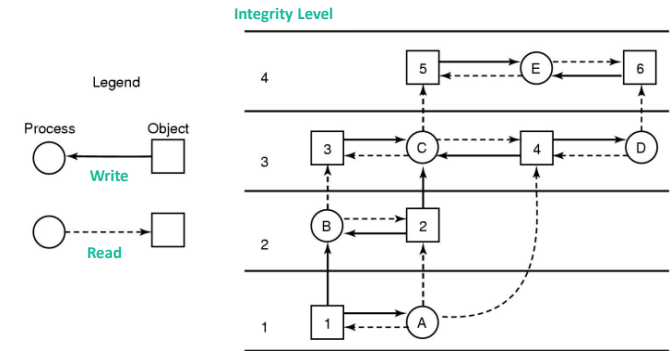 Integrity Level
Legend
Process Object
Write
Read
4
5 E 6
3
3 C 4 D
2
B 2
1
1 A